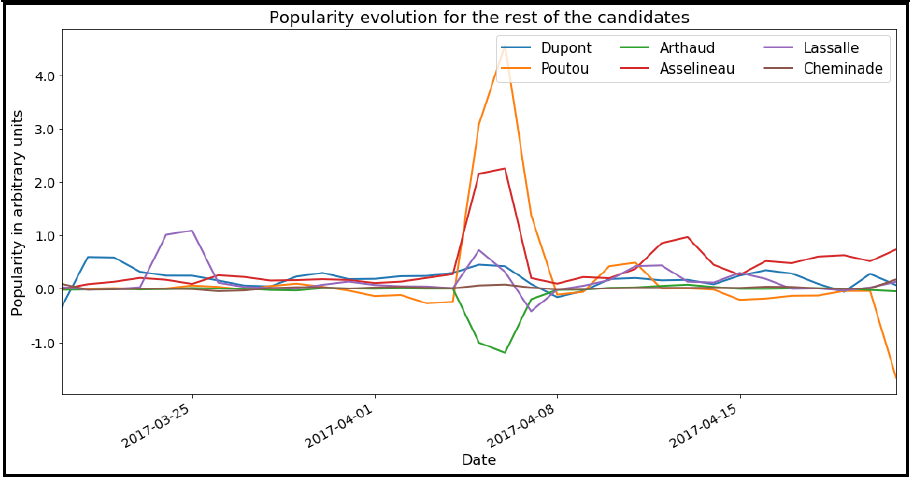 Popularity evolution for the rest of the candidates
Dupont Arthaud Lassalle
Poutou Asselineau Cheminade
Popularity in arbitrary units
4.0
3.0
2.0
1.0
0.0
-1.0
2017-03-25 2017-04-01 2017-04-08 2017-04-15
Date